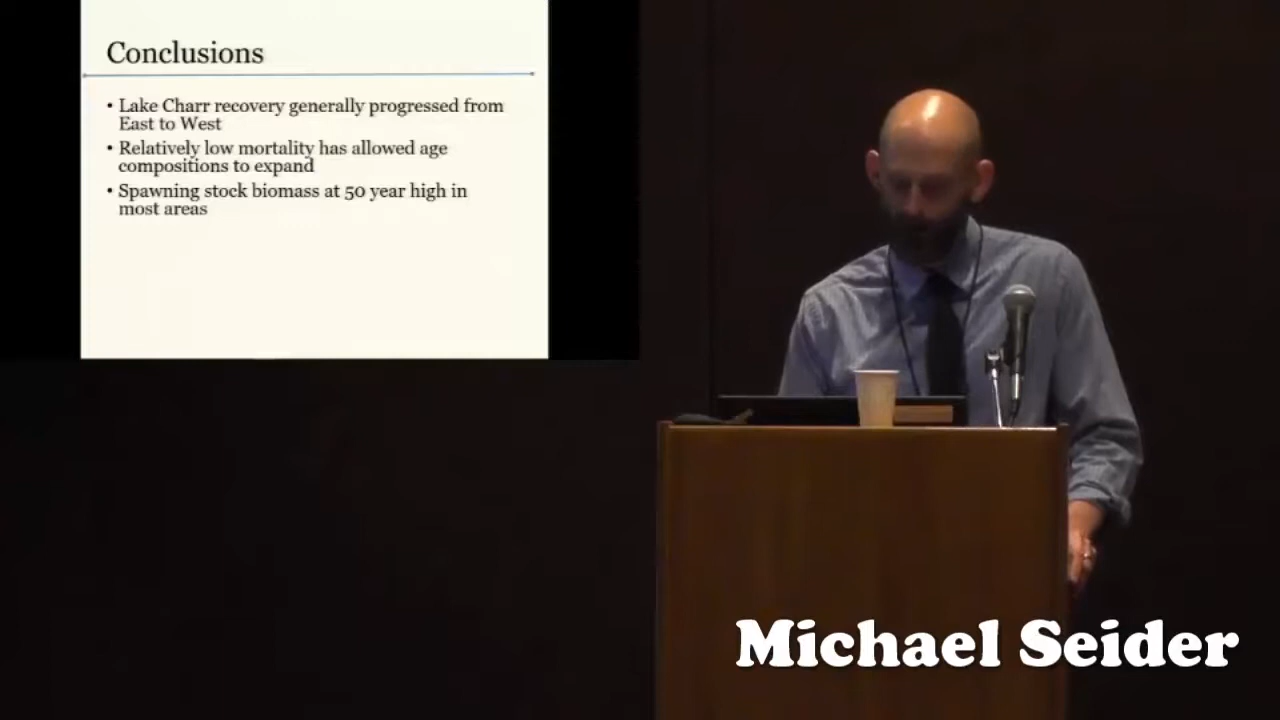 Conclusions
• Lake Charr recovery generally progressed from
East to West
• Relatively low mortality has allowed age
compositions to expand
• Spawning stock biomass at 50 year high in
most areas
Michael Seider